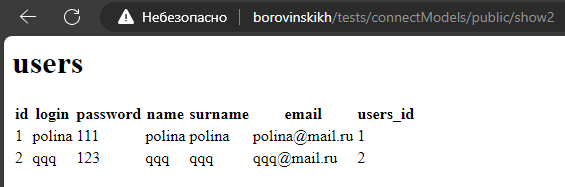 Небезопасно borovinskikh/tests/connectModels/public/show2
users
id login password name surname email users_id
1 polina 111 polina polina polina@mail.ru 1
2 qqq 123 qqq qqq qqq@mail.ru 2